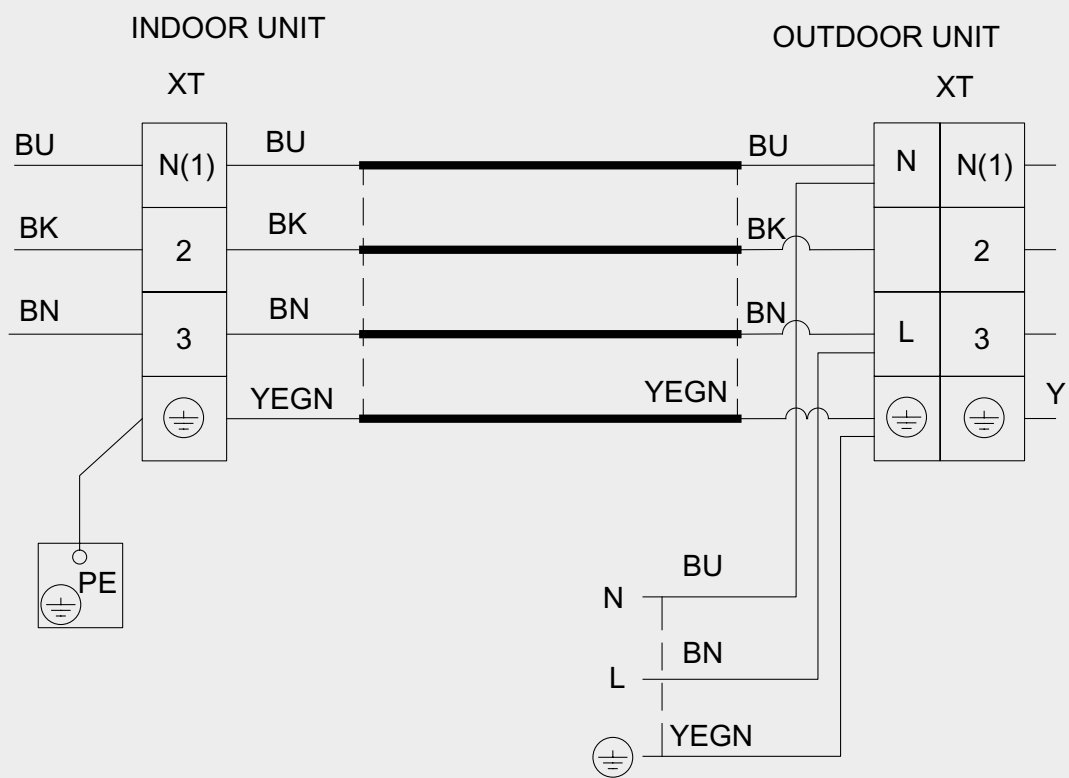 INDOOR UNIT
OUTDOOR UNIT
XT
XT
BU
N(1)
BU
BU
N
N(1)
BK
2
BK
BK
2
BN
3
BN
BN
L
3
YEGN
YEGN
Y
PE
N
BU
L
BN
YEGN